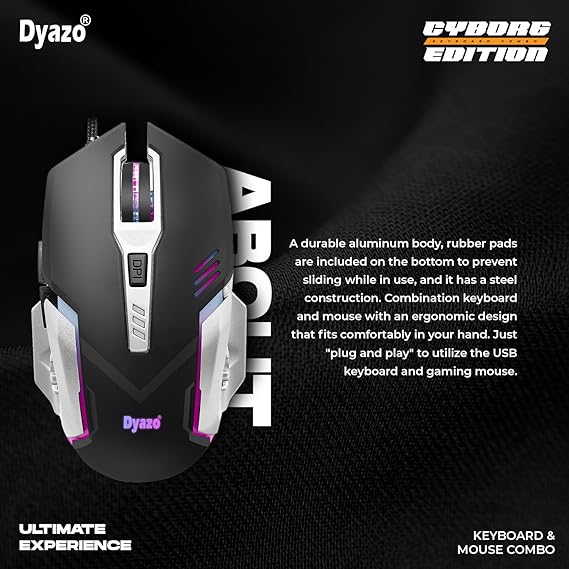 Dyazo®
CYBORG
KEYBOARD COMBO
EDITION
ABOUT
DPI
Dyazo®
A durable aluminum body, rubber pads
are included on the bottom to prevent
sliding while in use, and it has a steel
construction. Combination keyboard
and mouse with an ergonomic design
that fits comfortably in your hand. Just
"plug and play" to utilize the USB
keyboard and gaming mouse.
ULTIMATE
EXPERIENCE
KEYBOARD &
MOUSE COMBO